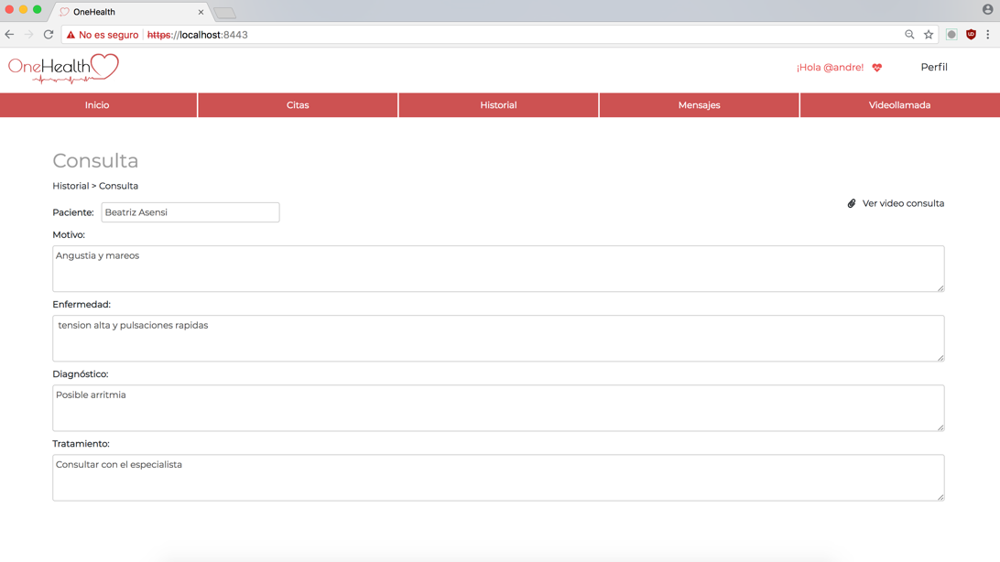 OneHealth
No es seguro https://localhost:8443
OneHealth
¡Hola @andre! Perfil
Inicio Citas Historial Mensajes Videollamada
Consulta
Historial > Consulta
Ver video consulta
Paciente: Beatriz Asensi
Motivo:
Angustia y mareos
Enfermedad:
tension alta y pulsaciones rapidas
Diagnóstico:
Posible arritmia
Tratamiento:
Consultar con el especialista